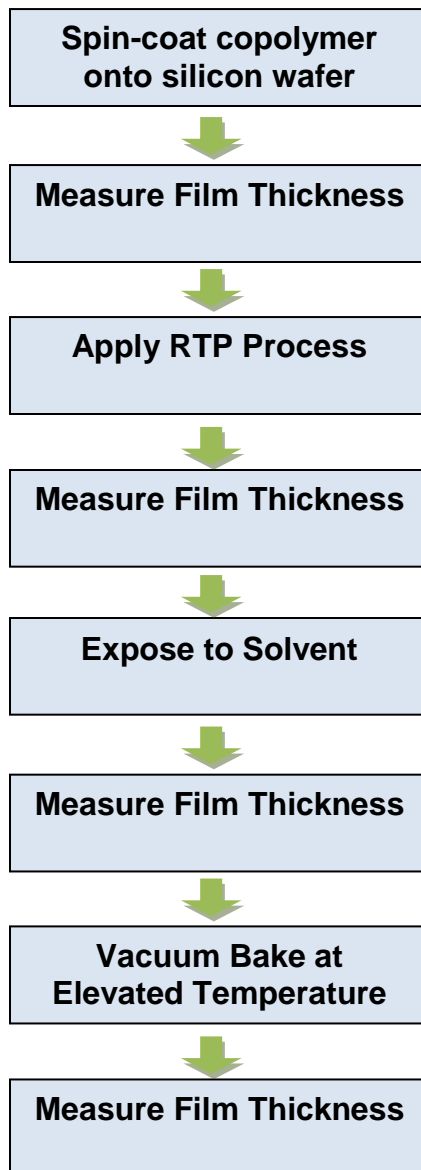 Spin-coat copolymer
onto silicon wafer
Measure Film Thickness
Apply RTP Process
Measure Film Thickness
Expose to Solvent
Measure Film Thickness
Vacuum Bake at
Elevated Temperature
Measure Film Thickness